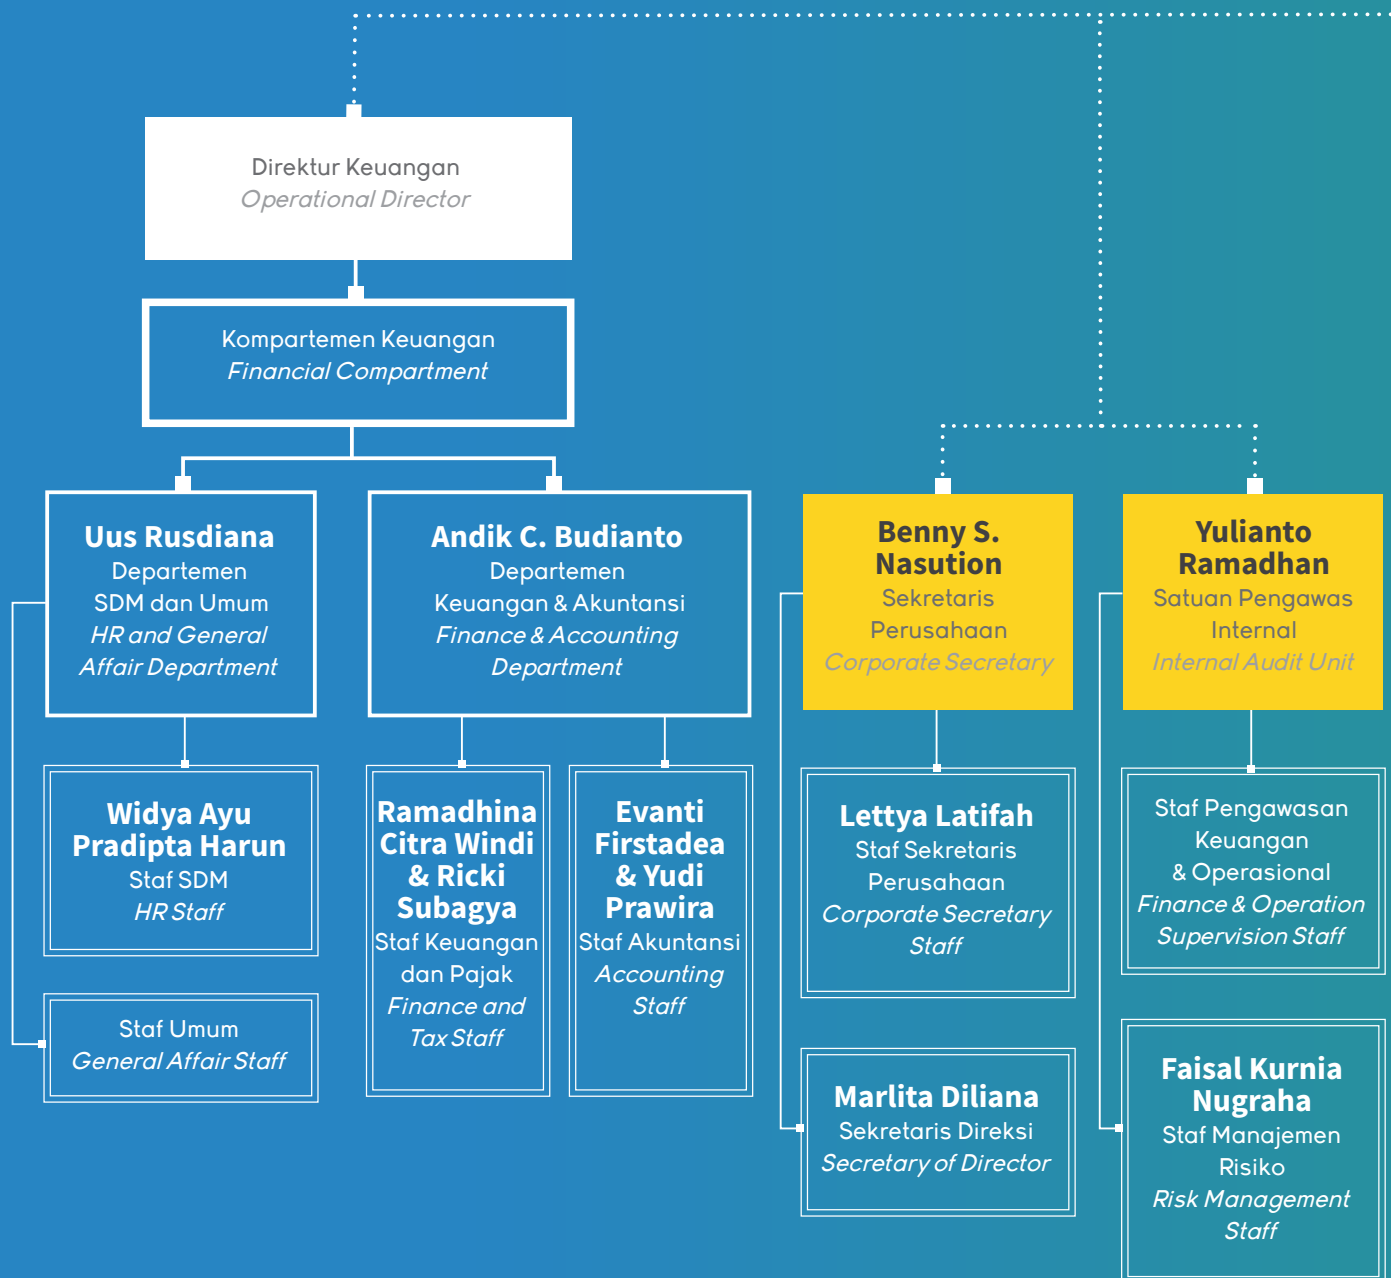 Direktur Keuangan
Operational Director
Kompartemen Keuangan
Financial Compartment
Uus Rusdiana
Departemen
SDM dan Umum
HR and General
Affair Department
Andik C. Budianto
Departemen
Keuangan & Akuntansi
Finance & Accounting
Department
Benny S.
Nasution
Sekretaris
Perusahaan
Corporate Secretary
Yulianto
Ramadhan
Satuan Pengawas
Internal
Internal Audit Unit
Widya Ayu
Pradipta Harun
Staf SDM
HR Staff
Ramadhina
Citra Windi
& Ricki
Subagya
Staf Keuangan
dan Pajak
Finance and
Tax Staff
Evanti
Firstadea
& Yudi
Prawira
Staf Akuntansi
Accounting
Staff
Lettya Latifah
Staf Sekretaris
Perusahaan
Corporate Secretary
Staff
Staf Pengawasan
Keuangan
& Operasional
Finance & Operation
Supervision Staff
Staf Umum
General Affair Staff
Marlita Diliana
Sekretaris Direksi
Secretary of Director
Faisal Kurnia
Nugraha
Staf Manajemen
Risiko
Risk Management
Staff